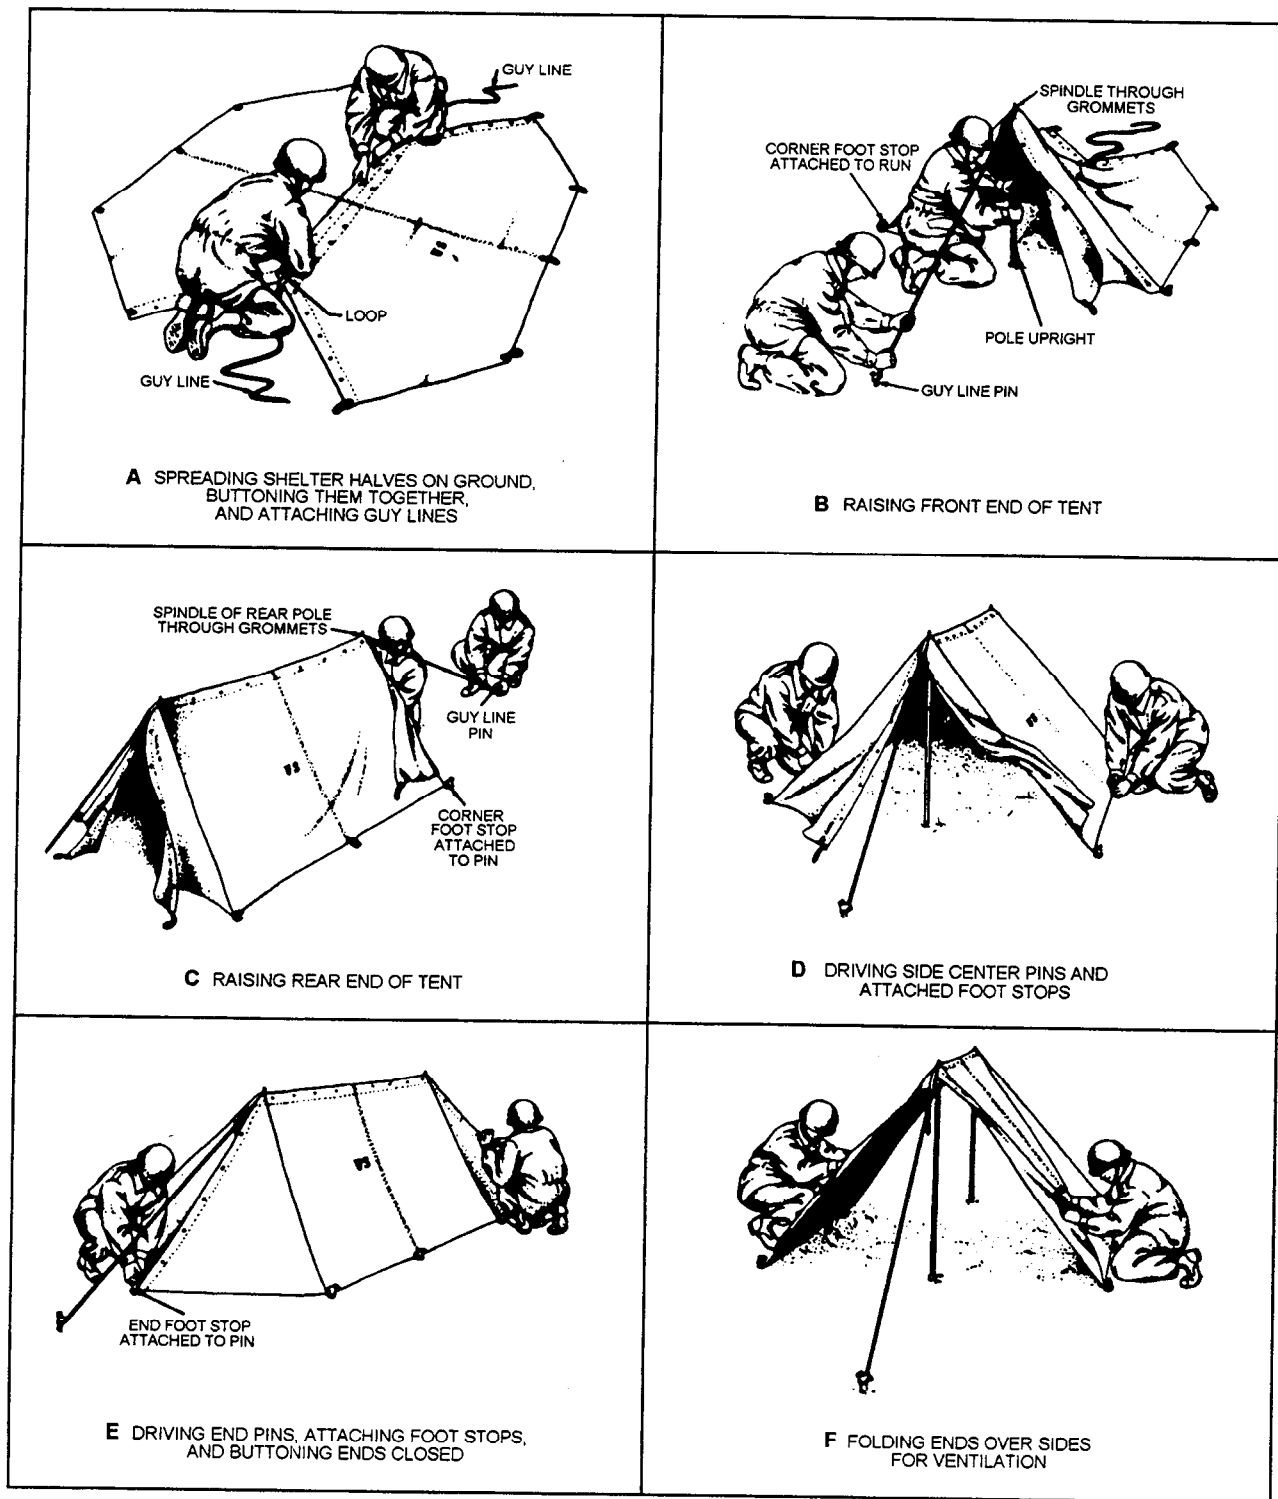 GUY LINE
LOOP
GUY LINE
A SPREADING SHELTER HALVES ON GROUND,
BUTTONING THEM TOGETHER,
AND ATTACHING GUY LINES
SPINDLE THROUGH
GROMMETS
CORNER FOOT STOP
ATTACHED TO RUN
POLE UPRIGHT
GUY LINE PIN
B RAISING FRONT END OF TENT
SPINDLE OF REAR POLE
THROUGH GROMMETS
GUY LINE
PIN
US
CORNER
FOOT STOP
ATTACHED
TO PIN
C RAISING REAR END OF TENT
D DRIVING SIDE CENTER PINS AND
ATTACHED FOOT STOPS
US
END FOOT STOP
ATTACHED TO PIN
E DRIVING END PINS, ATTACHING FOOT STOPS,
AND BUTTONING ENDS CLOSED
F FOLDING ENDS OVER SIDES
FOR VENTILATION